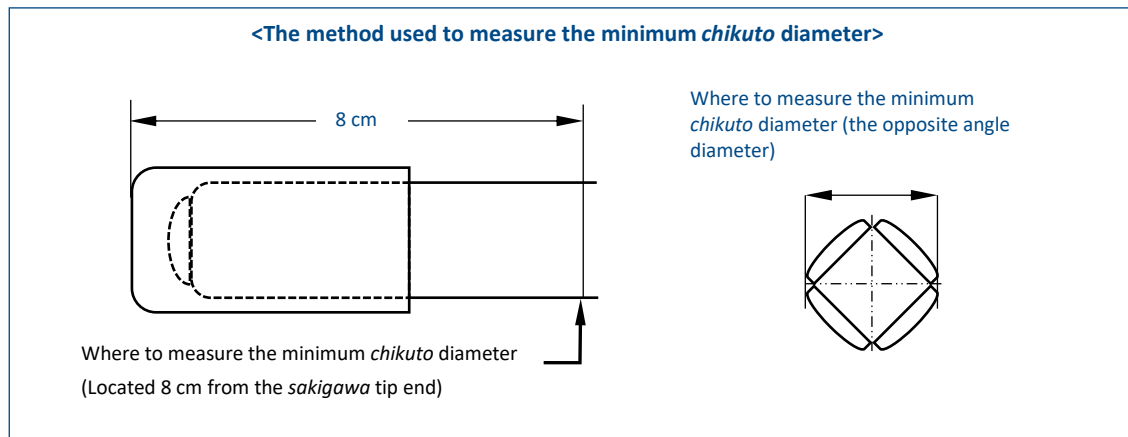 <The method used to measure the minimum chikuto diameter>
8 cm
Where to measure the minimum
chikuto diameter (the opposite angle
diameter)
Where to measure the minimum chikuto diameter
(Located 8 cm from the sakigawa tip end)